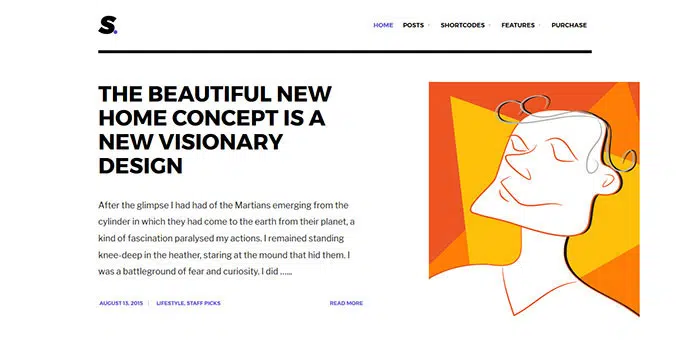 S.
HOME POSTS SHORTCODES FEATURES PURCHASE
THE BEAUTIFUL NEW
HOME CONCEPT IS A
NEW VISIONARY
DESIGN
After the glimpse I had had of the Martians emerging from the
cylinder in which they had come to the earth from their planet, a
kind of fascination paralysed my actions. I remained standing
knee-deep in the heather, staring at the mound that hid them. I
was a battleground of fear and curiosity. I did …...
AUGUST 13, 2015 | LIFESTYLE, STAFF PICKS READ MORE